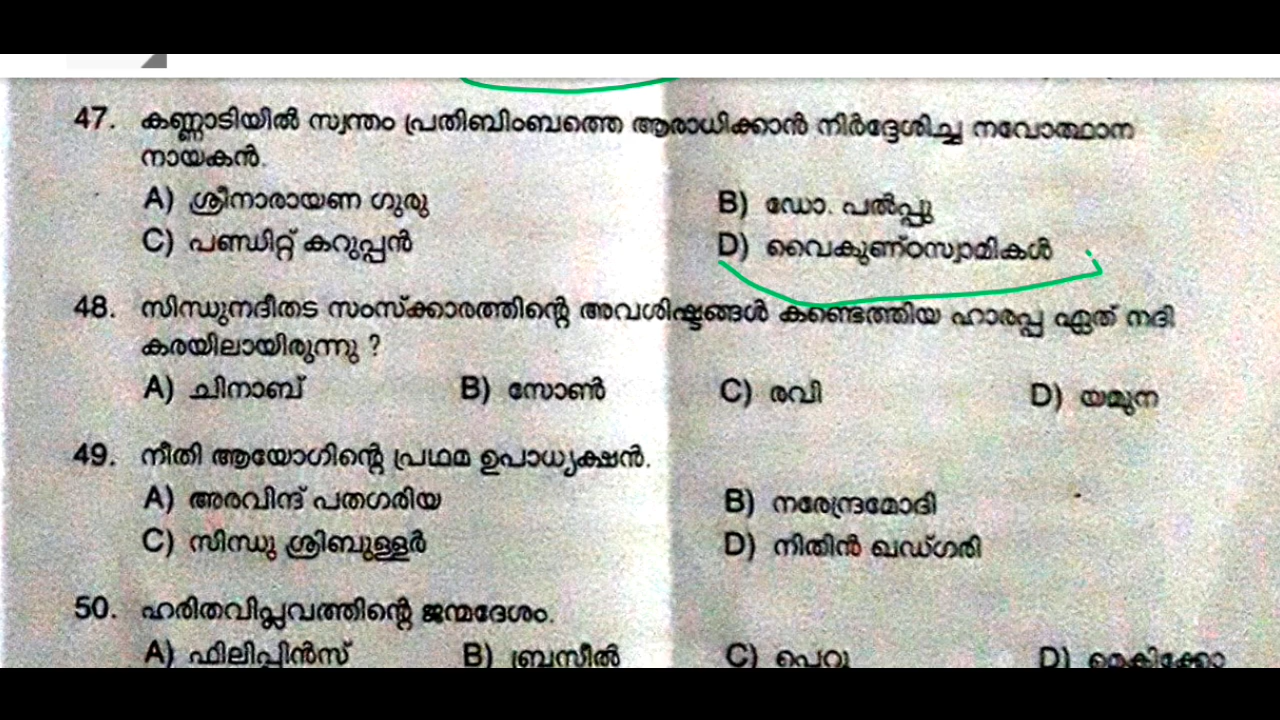 47. കണ്ണാടിയിൽ സ്വന്തം പ്രതിബിംബത്തെ ആരാധിക്കാൻ നിർദ്ദേശിച്ച നവോത്ഥാന
നായകൻ.
A) ശ്രീനാരായണ ഗുരു B) ഡോ. പൽപ്പു
C) പണ്ഡിറ്റ് കറുപ്പൻ D) വൈകുണ്ഠസ്വാമികൾ
48. സിന്ധുനദീതട സംസ്ക്കാരത്തിന്റെ അവശിഷ്ടങ്ങൾ കണ്ടെത്തിയ ഹാരപ്പ ഏത് നദി
കരയിലായിരുന്നു ?
A) ചിനാബ് B) സോൺ C) രവി D) യമുന
49. നീതി ആയോഗിന്റെ പ്രഥമ ഉപാധ്യക്ഷൻ.
A) അരവിന്ദ് പതഗരിയ B) നരേന്ദ്രമോദി
C) സിന്ധു ശ്രിബുള്ളർ D) നിതിൻ ഖഡ്ഗരി
50. ഹരിതവിപ്ലവത്തിന്റെ ജന്മദേശം.
A) ഫിലിപ്പിൻസ് B) ബ്രസീൽ C) പെറു D) മെക്സിക്കോ